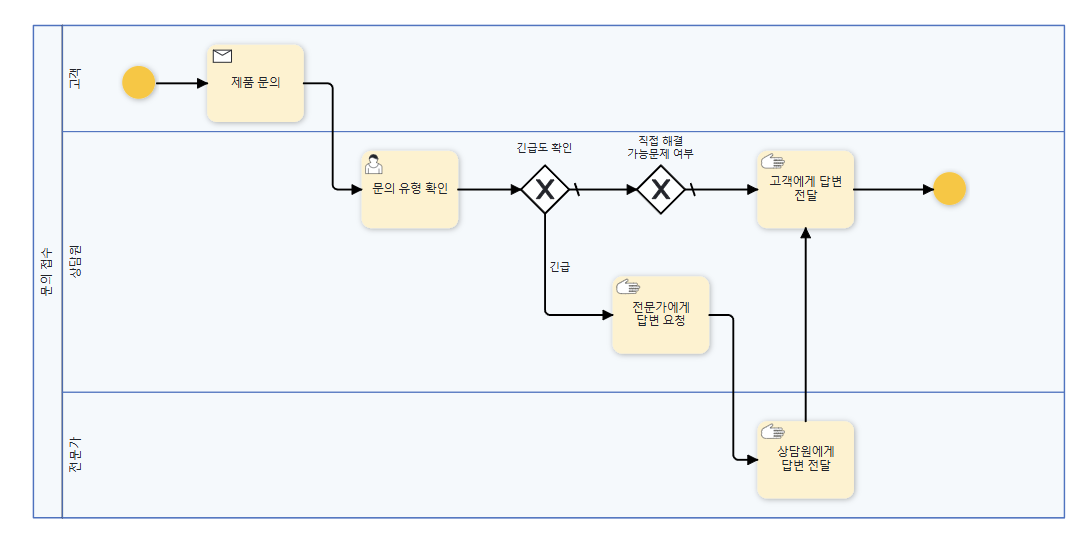 문의 접수
고객
제품 문의
상담원
문의 유형 확인
긴급도 확인
직접 해결
가능문제 여부
고객에게 답변
전달
긴급
전문가에게
답변 요청
전문가
상담원에게
답변 전달